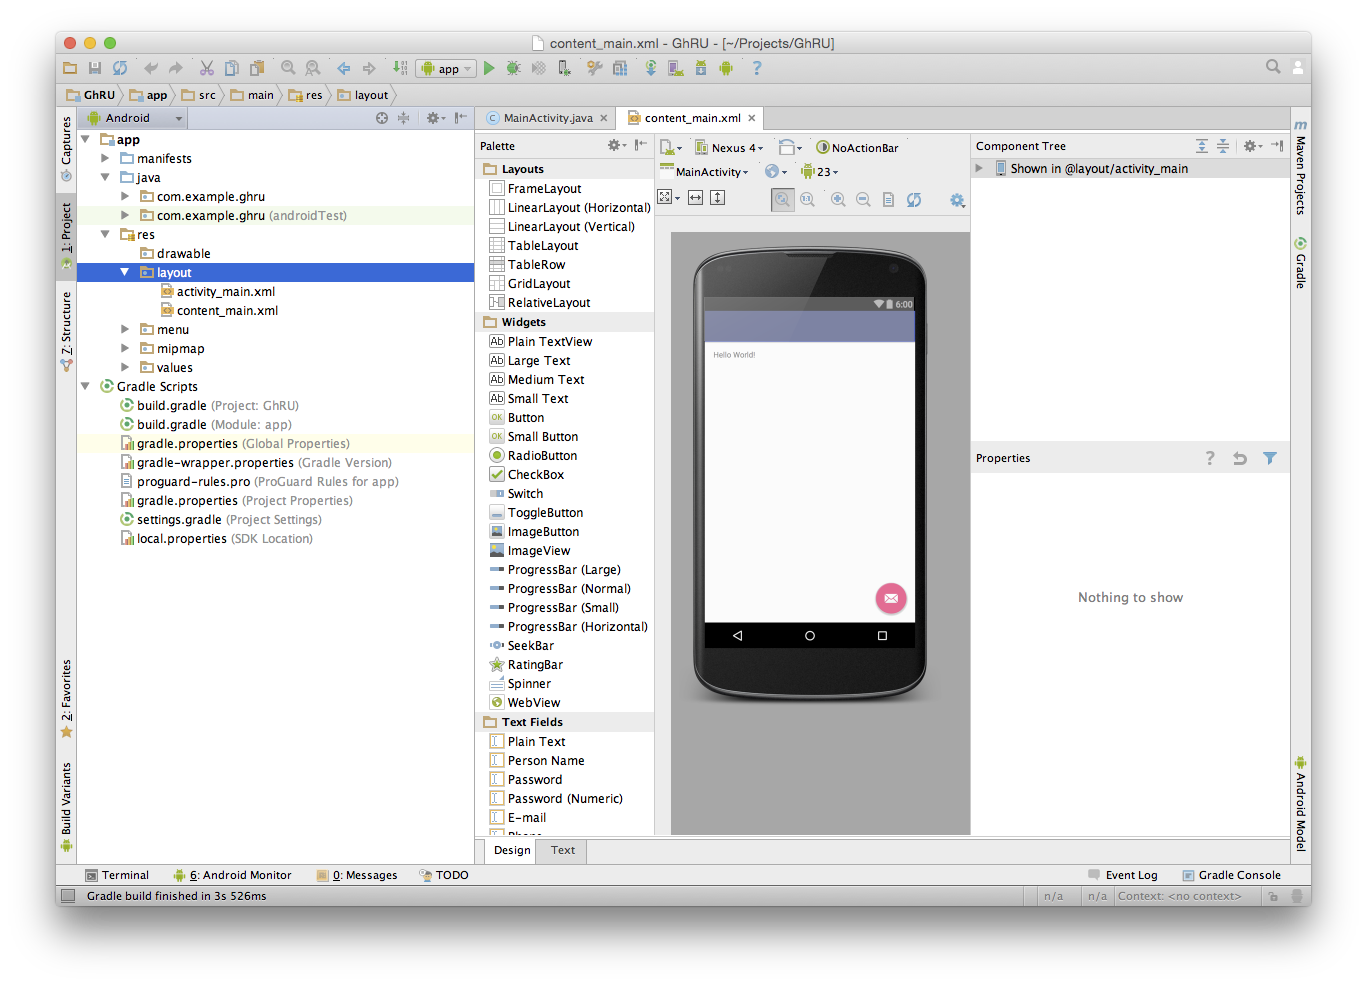 content_main.xml - GhRU - [~/Projects/GhRU]
app
GhRU app src main res layout
Captures
1: Project
Z: Structure
2: Favorites
Build Variants
Android
app
manifests
java
com.example.ghru
com.example.ghru (androidTest)
res
drawable
layout
activity_main.xml
content_main.xml
menu
mipmap
values
Gradle Scripts
build.gradle (Project: GhRU)
build.gradle (Module: app)
gradle.properties (Global Properties)
gradle-wrapper.properties (Gradle Version)
proguard-rules.pro (ProGuard Rules for app)
gradle.properties (Project Properties)
settings.gradle (Project Settings)
local.properties (SDK Location)
MainActivity.java content_main.xml
Palette
Layouts
FrameLayout
LinearLayout (Horizontal)
LinearLayout (Vertical)
TableLayout
TableRow
GridLayout
RelativeLayout
Widgets
Plain TextView
Large Text
Medium Text
Small Text
Button
Small Button
RadioButton
CheckBox
Switch
ToggleButton
ImageButton
ImageView
ProgressBar (Large)
ProgressBar (Normal)
ProgressBar (Small)
ProgressBar (Horizontal)
SeekBar
RatingBar
Spinner
WebView
Text Fields
Plain Text
Person Name
Password
Password (Numeric)
E-mail
Nexus 4 NoActionBar
MainActivity 23
6:00
Hello World!
Design Text
Component Tree
Shown in @layout/activity_main
Properties
Nothing to show
Maven Projects
Gradle
Android Model
Terminal 6: Android Monitor 0: Messages TODO Event Log Gradle Console
Gradle build finished in 3s 526ms n/a n/a Context: <no context>